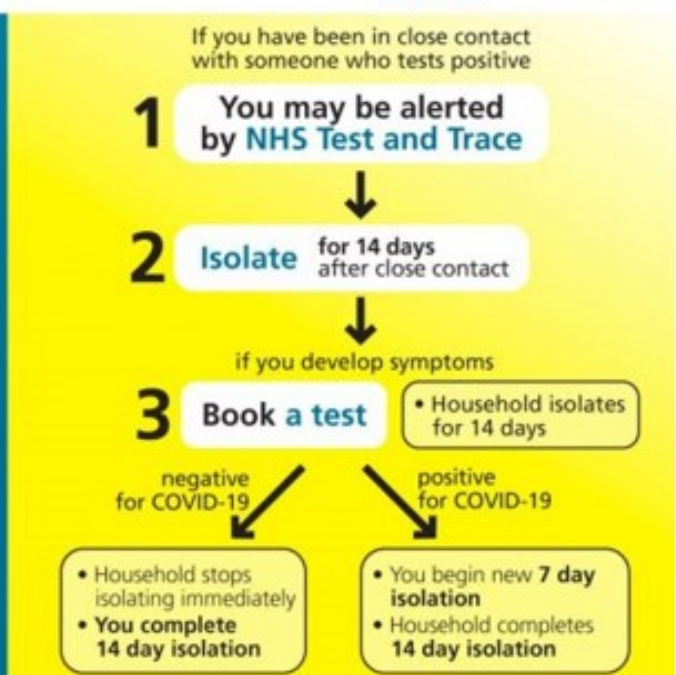 If you have been in close contact
with someone who tests positive
1 You may be alerted
by NHS Test and Trace
2 Isolate for 14 days
after close contact
if you develop symptoms
3 Book a test
• Household isolates
for 14 days
negative
for COVID-19
positive
for COVID-19
• Household stops
isolating immediately
• You complete
14 day isolation
• You begin new 7 day
isolation
• Household completes
14 day isolation